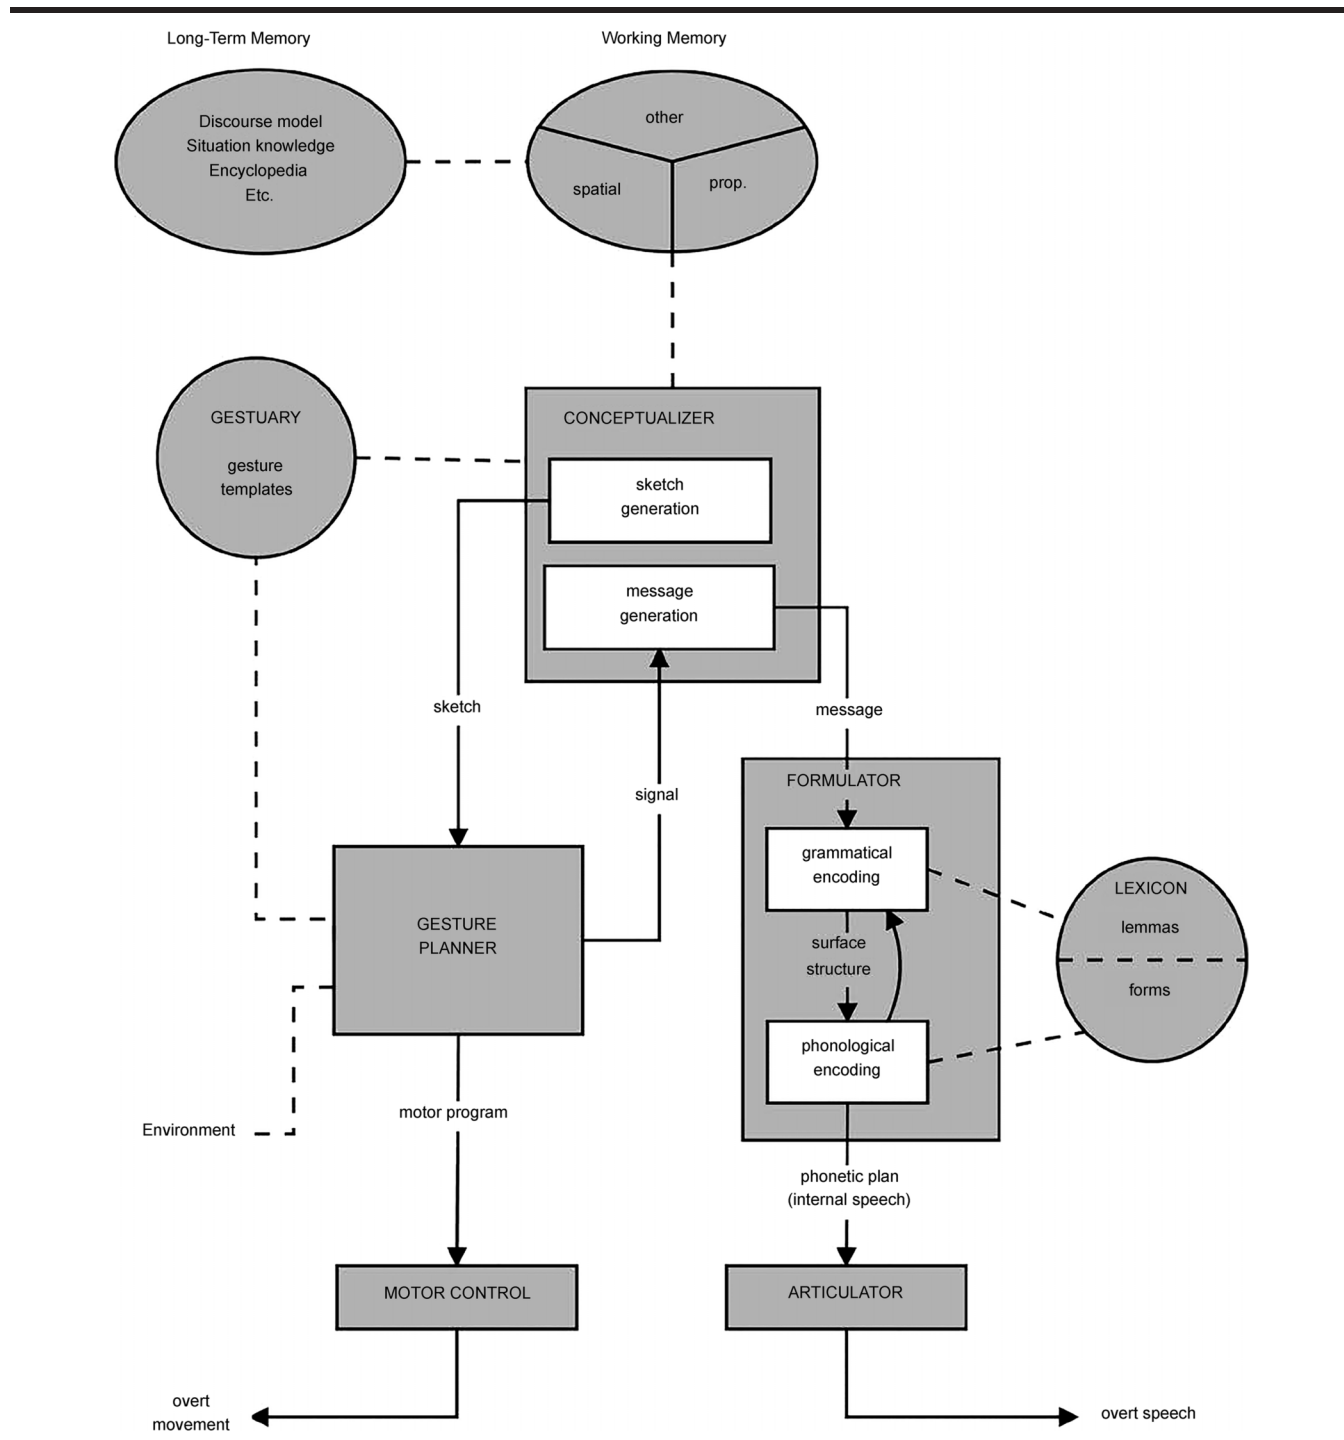 Long-Term Memory
Working Memory
Discourse model
Situation knowledge
Encyclopedia
Etc.
other
spatial
prop.
GESTUARY
gesture
templates
CONCEPTUALIZER
sketch
generation
message
generation
sketch
signal
message
FORMULATOR
grammatical
encoding
surface
structure
phonological
encoding
LEXICON
lemmas
forms
GESTURE
PLANNER
Environment
motor program
phonetic plan
(internal speech)
MOTOR CONTROL
ARTICULATOR
overt
movement
overt speech